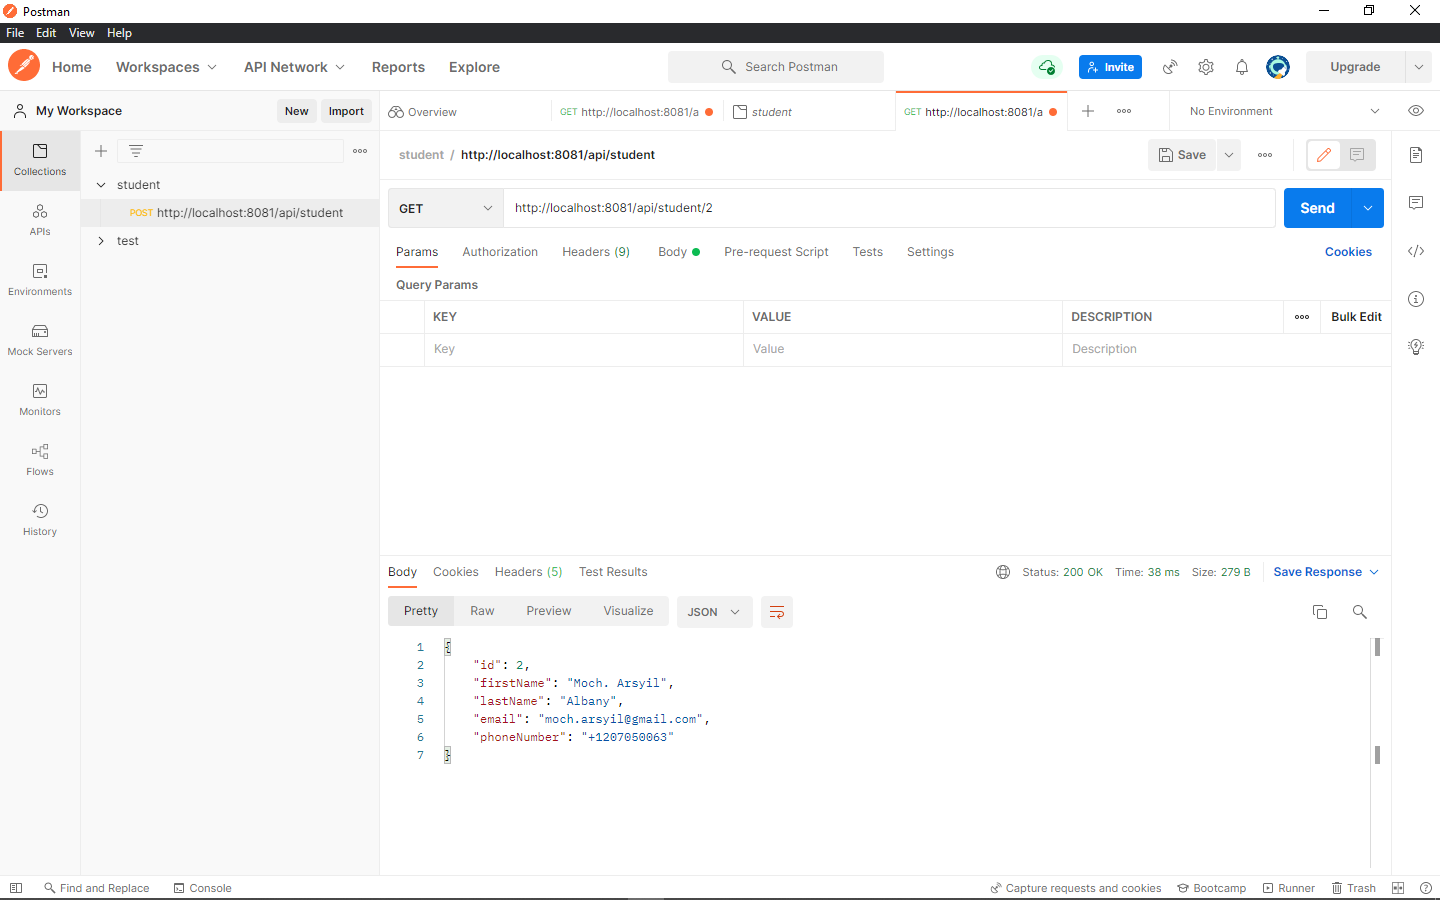 Postman
File Edit View Help
Home Workspaces API Network Reports Explore Search Postman Invite Upgrade
My Workspace New Import Overview GET http://localhost:8081/a student GET http://localhost:8081/a No Environment
student / http://localhost:8081/api/student Save
Collections
APIs
Environments
Mock Servers
Monitors
Flows
History
student
POST http://localhost:8081/api/student
test
GET http://localhost:8081/api/student/2 Send
Params Authorization Headers (9) Body Pre-request Script Tests Settings Cookies
Query Params
KEY VALUE DESCRIPTION Bulk Edit
Key Value Description
Body Cookies Headers (5) Test Results Status: 200 OK Time: 38 ms Size: 279 B Save Response
Pretty Raw Preview Visualize JSON
1 {
2 "id": 2,
3 "firstName": "Moch. Arsyil",
4 "lastName": "Albany",
5 "email": "moch.arsyil@gmail.com",
6 "phoneNumber": "+1207050063"
7 }
Find and Replace Console Capture requests and cookies Bootcamp Runner Trash